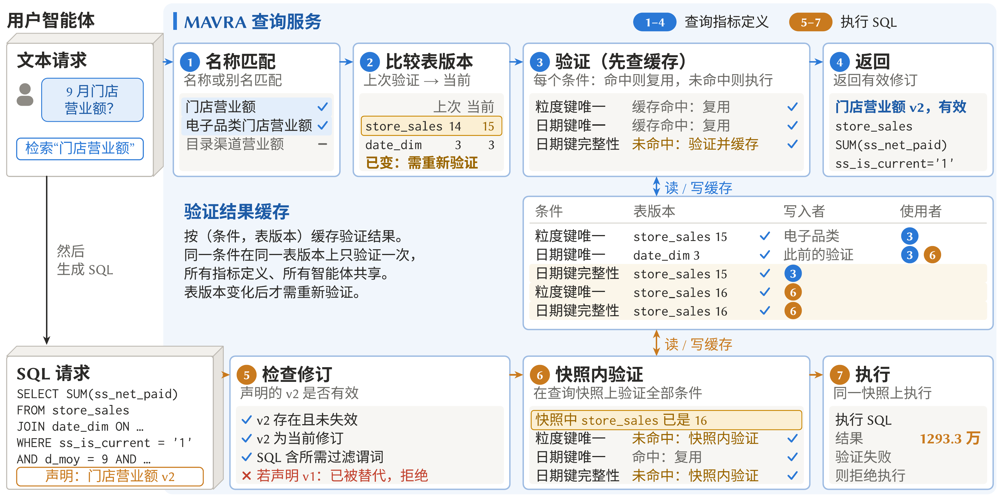 用户智能体
MAVRA 查询服务
1–4 查询指标定义
5–7 执行 SQL
文本请求
9 月门店
营业额?
检索“门店营业额”
1 名称匹配
名称或别名匹配
门店营业额 ✓
电子品类门店营业额 ✓
目录渠道营业额 –
2 比较表版本
上次验证 → 当前
上次 当前
store_sales 14 15
date_dim 3 3
已变：需重新验证
3 验证（先查缓存）
每个条件：命中则复用，未命中则执行
粒度键唯一 缓存命中：复用 ✓
日期键唯一 缓存命中：复用 ✓
日期键完整性 未命中：验证并缓存 ✓
4 返回
返回有效修订
门店营业额 v2，有效
store_sales
SUM(ss_net_paid)
ss_is_current='1'
读 / 写缓存
然后
生成 SQL
验证结果缓存
按（条件，表版本）缓存验证结果。
同一条件在同一表版本上只验证一次，
所有指标定义、所有智能体共享。
表版本变化后才需重新验证。
条件 表版本 写入者 使用者
粒度键唯一 store_sales 15 ✓ 电子品类 3
日期键唯一 date_dim 3 ✓ 此前的验证 3 6
日期键完整性 store_sales 15 ✓ 3
粒度键唯一 store_sales 16 ✓ 6
日期键完整性 store_sales 16 ✓ 6
读 / 写缓存
SQL 请求
SELECT SUM(ss_net_paid)
FROM store_sales
JOIN date_dim ON …
WHERE ss_is_current = '1'
AND d_moy = 9 AND …
声明：门店营业额 v2
5 检查修订
声明的 v2 是否有效
✓ v2 存在且未失效
✓ v2 为当前修订
✓ SQL 含所需过滤谓词
✕ 若声明 v1：已被替代，拒绝
6 快照内验证
在查询快照上验证全部条件
快照中 store_sales 已是 16
粒度键唯一 未命中：快照内验证 ✓
日期键唯一 命中：复用 ✓
日期键完整性 未命中：快照内验证 ✓
7 执行
同一快照上执行
执行 SQL
结果 1293.3 万
验证失败
则拒绝执行